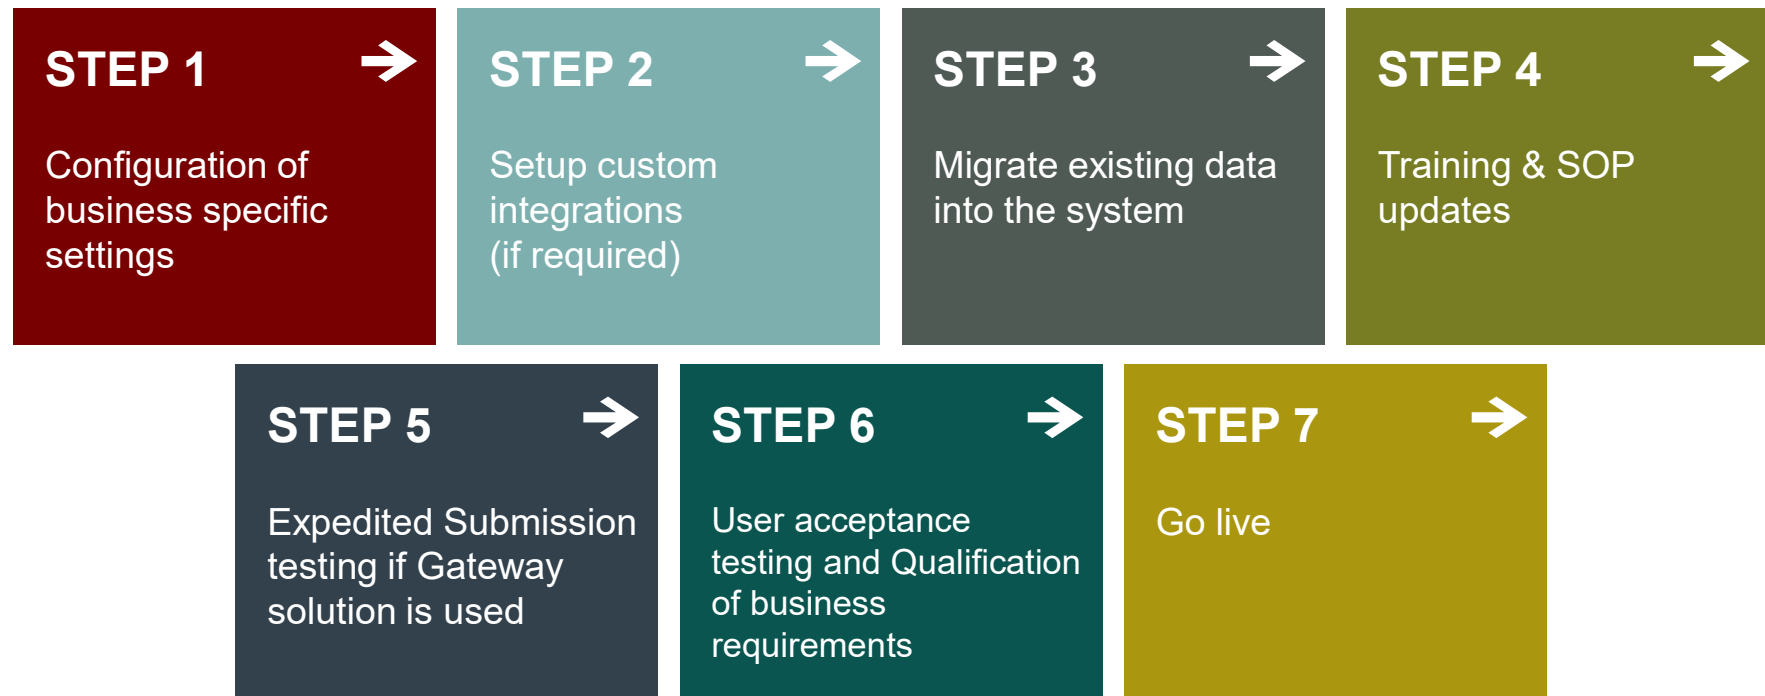 STEP 1
Configuration of
business specific
settings
STEP 2
Setup custom
integrations
(if required)
STEP 3
Migrate existing data
into the system
STEP 4
Training & SOP
updates
STEP 5
Expedited Submission
testing if Gateway
solution is used
STEP 6
User acceptance
testing and Qualification
of business
requirements
STEP 7
Go live